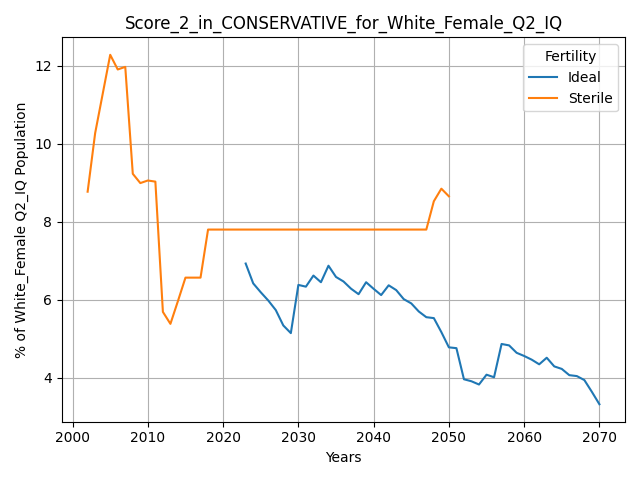 Score_2_in_CONSERVATIVE_for_White_Female_Q2_IQ
Fertility
Ideal
Sterile
% of White_Female Q2_IQ Population
12
10
8
6
4
2000 2010 2020 2030 2040 2050 2060 2070
Years